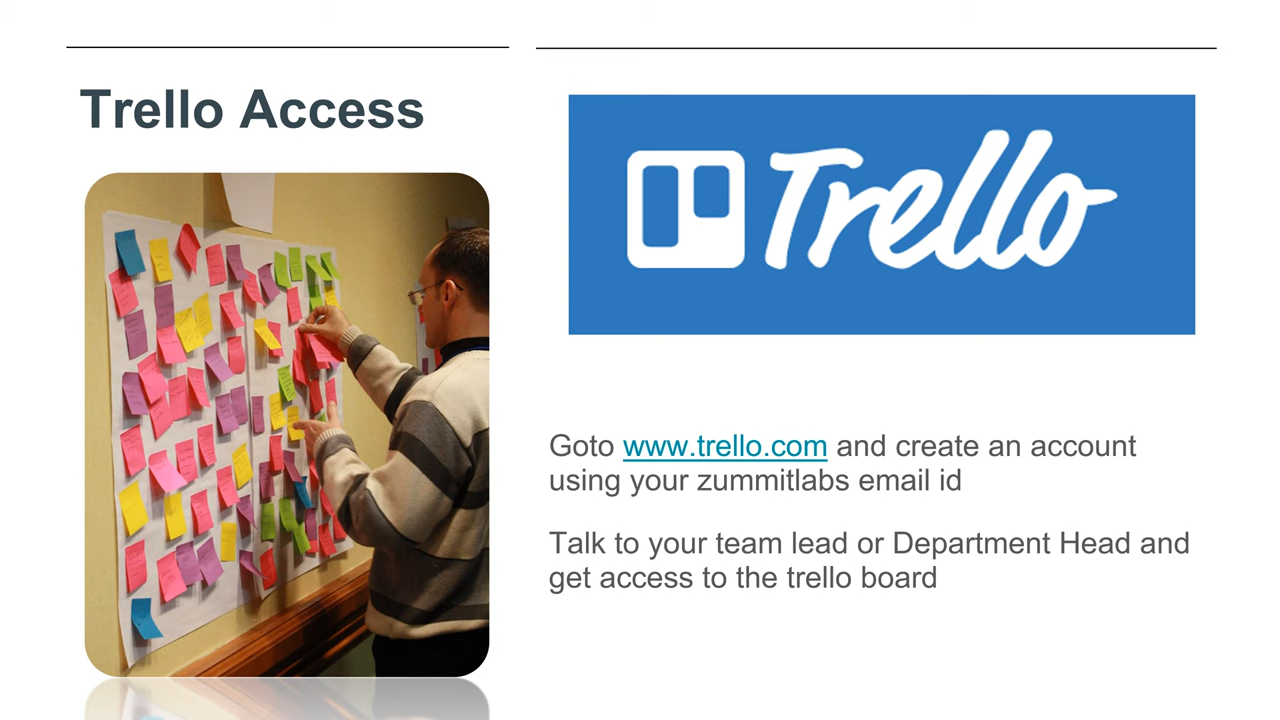 Trello Access
Trello
Goto www.trello.com and create an account
using your zummitlabs email id
Talk to your team lead or Department Head and
get access to the trello board